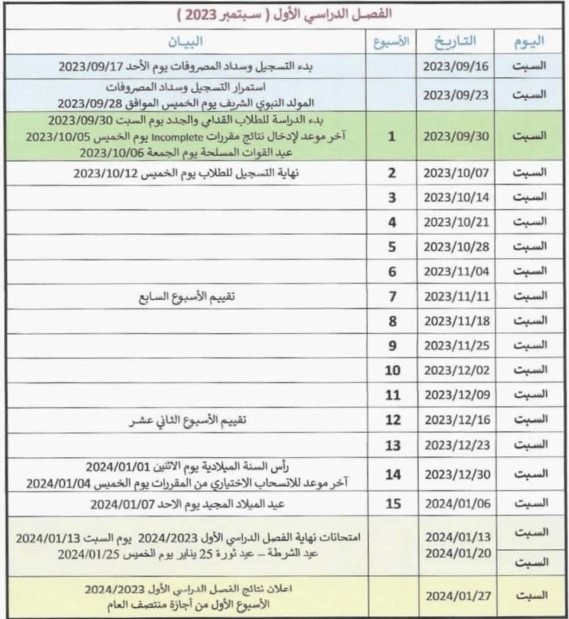 الفصل الدراسي الأول ( سبتمبر 2023 )
اليوم التاريخ الأسبوع البيان
السبت 2023/09/16 بدء التسجيل وسداد المصروفات يوم الأحد 2023/09/17
السبت 2023/09/23 استمرار التسجيل وسداد المصروفات
المولد النبوي الشريف يوم الخميس الموافق 2023/09/28
السبت 2023/09/30 1 بدء الدراسة للطلاب القدامي والجدد يوم السبت 2023/09/30
آخر موعد لإدخال نتائج مقررات Incomplete يوم الخميس 2023/10/05
عيد القوات المسلحة يوم الجمعة 2023/10/06
السبت 2023/10/07 2 نهاية التسجيل للطلاب يوم الخميس 2023/10/12
السبت 2023/10/14 3
السبت 2023/10/21 4
السبت 2023/10/28 5
السبت 2023/11/04 6
السبت 2023/11/11 7 تقييم الأسبوع السابع
السبت 2023/11/18 8
السبت 2023/11/25 9
السبت 2023/12/02 10
السبت 2023/12/09 11
السبت 2023/12/16 12 تقييم الأسبوع الثاني عشر
السبت 2023/12/23 13
السبت 2023/12/30 14 رأس السنة الميلادية يوم الاثنين 2024/01/01
آخر موعد للانسحاب الاختياري من المقررات يوم الخميس 2024/01/04
السبت 2024/01/06 15 عيد الميلاد المجيد يوم الاحد 2024/01/07
السبت 2024/01/13 امتحانات نهاية الفصل الدراسي الأول 2024/2023 يوم السبت 2024/01/13
السبت 2024/01/20 عيد الشرطة – عيد ثورة 25 يناير يوم الخميس 2024/01/25
السبت 2024/01/27 اعلان نتائج الفصل الدراسي الأول 2024/2023
الأسبوع الأول من أجازة منتصف العام